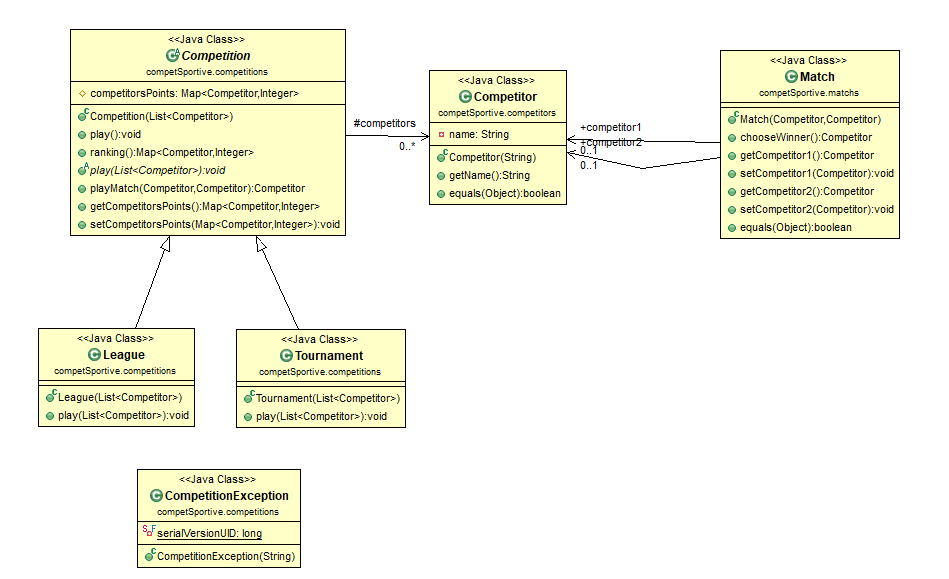 <<Java Class>>
Competition
competSportive.competitions
competitorsPoints: Map<Competitor,Integer>
Competition(List<Competitor>)
play():void
ranking():Map<Competitor,Integer>
play(List<Competitor>):void
playMatch(Competitor,Competitor):Competitor
getCompetitorsPoints():Map<Competitor,Integer>
setCompetitorsPoints(Map<Competitor,Integer>):void
#competitors
0..*
<<Java Class>>
Competitor
competSportive.competitors
name: String
Competitor(String)
getName():String
equals(Object):boolean
+competitor1
+competitor2
0..1
0..1
<<Java Class>>
Match
competSportive.matchs
Match(Competitor,Competitor)
chooseWinner():Competitor
getCompetitor1():Competitor
setCompetitor1(Competitor):void
getCompetitor2():Competitor
setCompetitor2(Competitor):void
equals(Object):boolean
<<Java Class>>
League
competSportive.competitions
League(List<Competitor>)
play(List<Competitor>):void
<<Java Class>>
Tournament
competSportive.competitions
Tournament(List<Competitor>)
play(List<Competitor>):void
<<Java Class>>
CompetitionException
competSportive.competitions
serialVersionUID: long
CompetitionException(String)